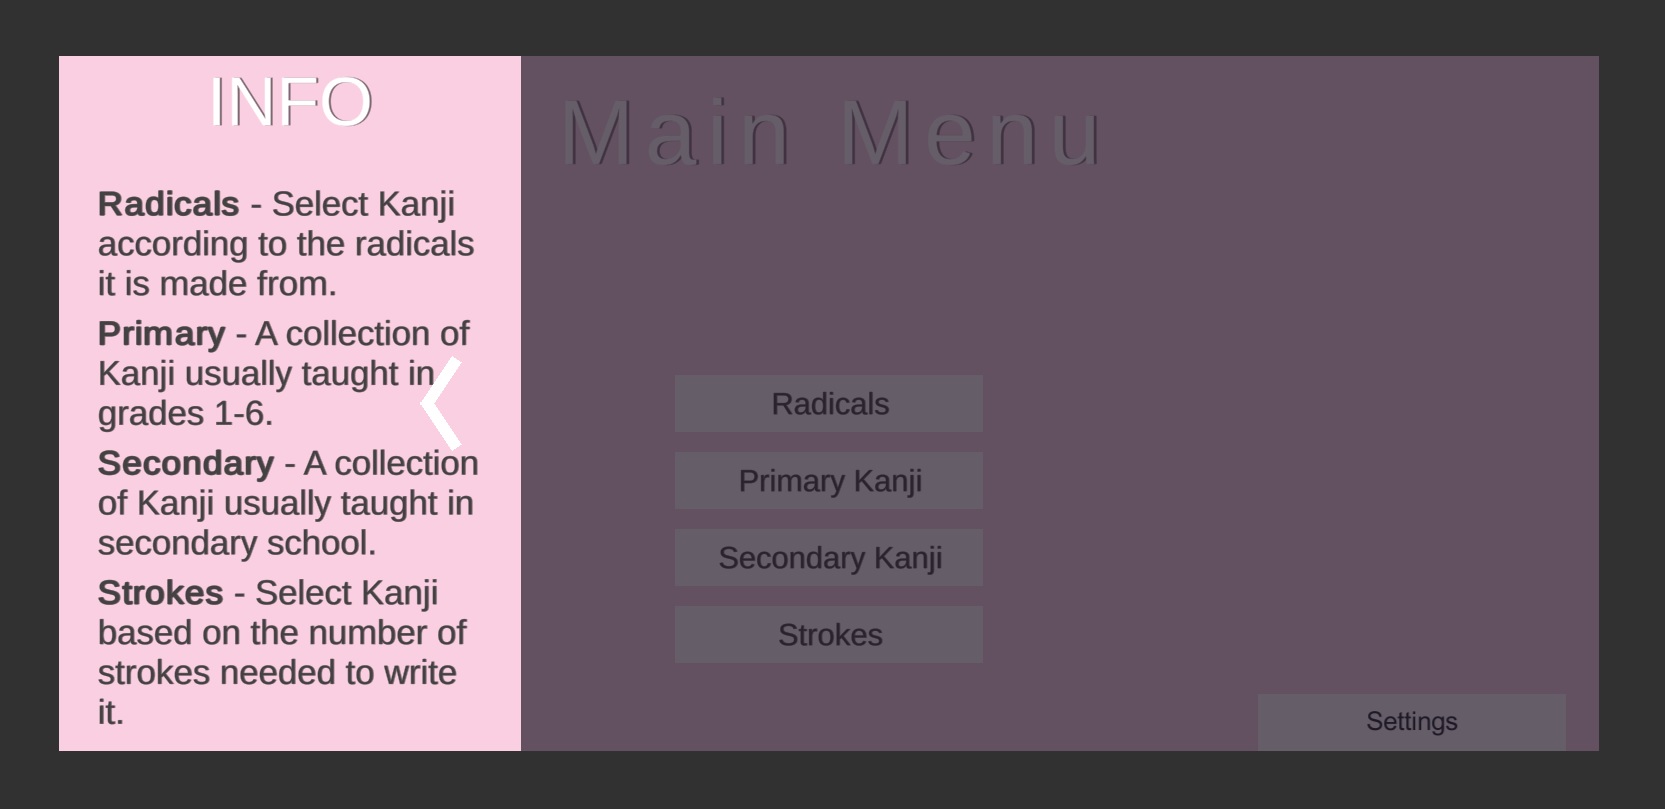 INFO
Radicals - Select Kanji
according to the radicals
it is made from.
Primary - A collection of
Kanji usually taught in
grades 1-6.
Secondary - A collection
of Kanji usually taught in
secondary school.
Strokes - Select Kanji
based on the number of
strokes needed to write
it.
Main Menu
Radicals
Primary Kanji
Secondary Kanji
Strokes
Settings